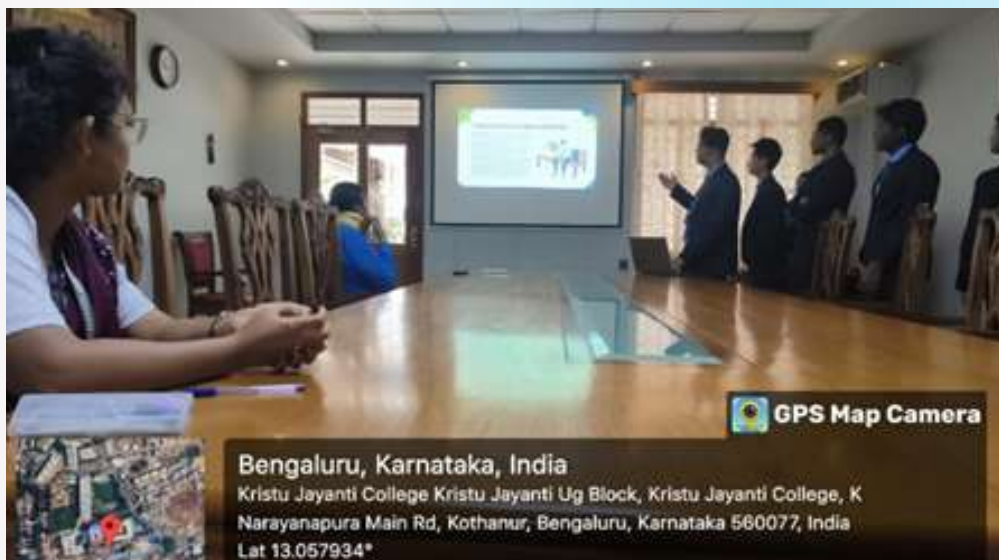 GPS Map Camera
Bengaluru, Karnataka, India
Kristu Jayanti College Kristu Jayanti Ug Block, Kristu Jayanti College, K
Narayanapura Main Rd, Kothanur, Bengaluru, Karnataka 560077, India
Lat 13.057934°